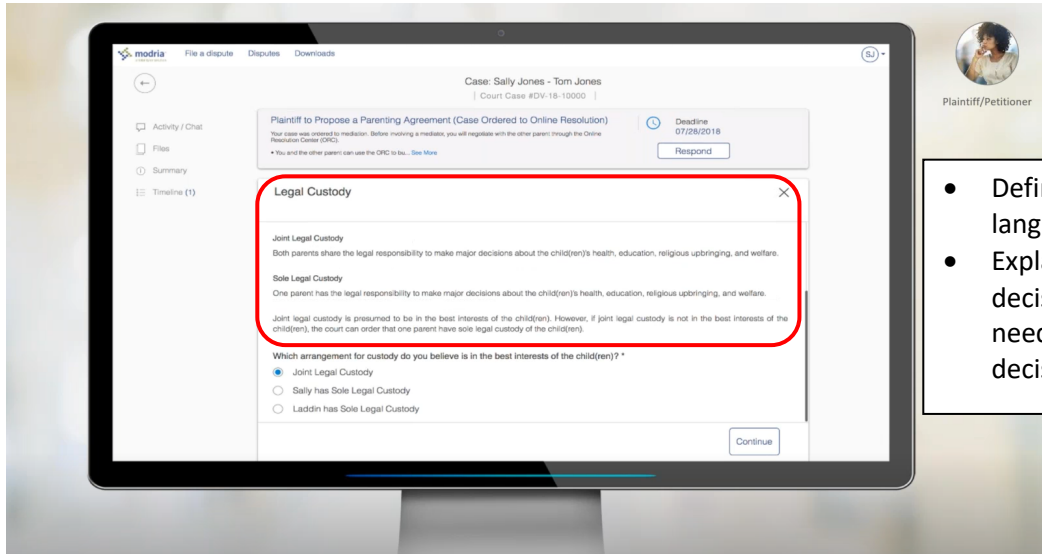 modria File a dispute Disputes Downloads SJ
Case: Sally Jones - Tom Jones
| Court Case #DV-18-10000 |
Plaintiff/Petitioner
Activity / Chat
Files
Summary
Timeline (1)
Plaintiff to Propose a Parenting Agreement (Case Ordered to Online Resolution)
Your case was ordered to mediation. Before involving a mediator, you will negotiate with the other parent through the Online
Resolution Center (ORC).
• You and the other parent can use the ORC to bu... See More
Deadline
07/28/2018
Respond
Legal Custody
Joint Legal Custody
Both parents share the legal responsibility to make major decisions about the child(ren)'s health, education, religious upbringing, and welfare.
Sole Legal Custody
One parent has the legal responsibility to make major decisions about the child(ren)'s health, education, religious upbringing, and welfare.
Joint legal custody is presumed to be in the best interests of the child(ren). However, if joint legal custody is not in the best interests of the
child(ren), the court can order that one parent have sole legal custody of the child(ren).
Which arrangement for custody do you believe is in the best interests of the child(ren)? *
Joint Legal Custody
Sally has Sole Legal Custody
Laddin has Sole Legal Custody
Continue
• Defi
lang
• Expla
decis
need
decis